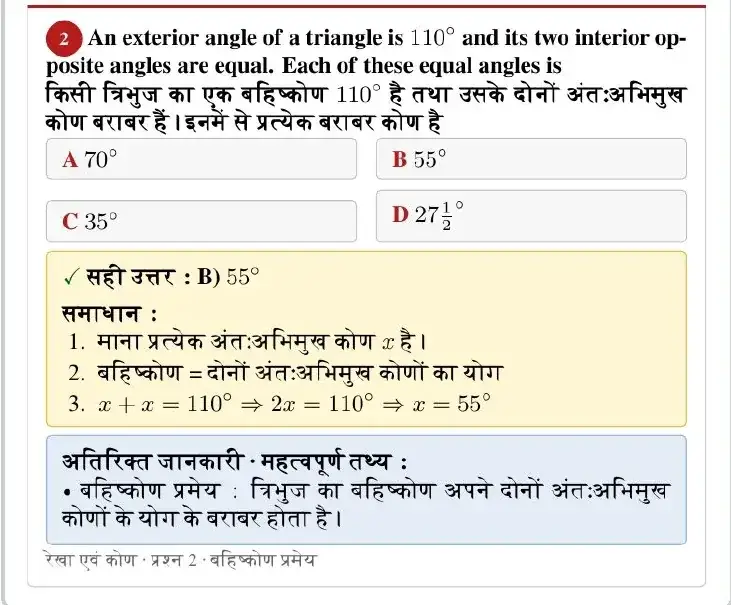 2 An exterior angle of a triangle is 110° and its two interior op-
posite angles are equal. Each of these equal angles is
किसी त्रिभुज का एक बहिष्कोण 110° है तथा उसके दोनों अंतःअभिमुख
कोण बराबर हैं। इनमें से प्रत्येक बराबर कोण है
A 70°
B 55°
C 35°
D 27½°
✓ सही उत्तर : B) 55°
समाधान :
1. माना प्रत्येक अंतःअभिमुख कोण x है।
2. बहिष्कोण = दोनों अंतःअभिमुख कोणों का योग
3. x + x = 110° ⇒ 2x = 110° ⇒ x = 55°
अतिरिक्त जानकारी · महत्वपूर्ण तथ्य :
• बहिष्कोण प्रमेय : त्रिभुज का बहिष्कोण अपने दोनों अंतःअभिमुख
कोणों के योग के बराबर होता है।
रेखा एवं कोण · प्रश्न 2 · बहिष्कोण प्रमेय